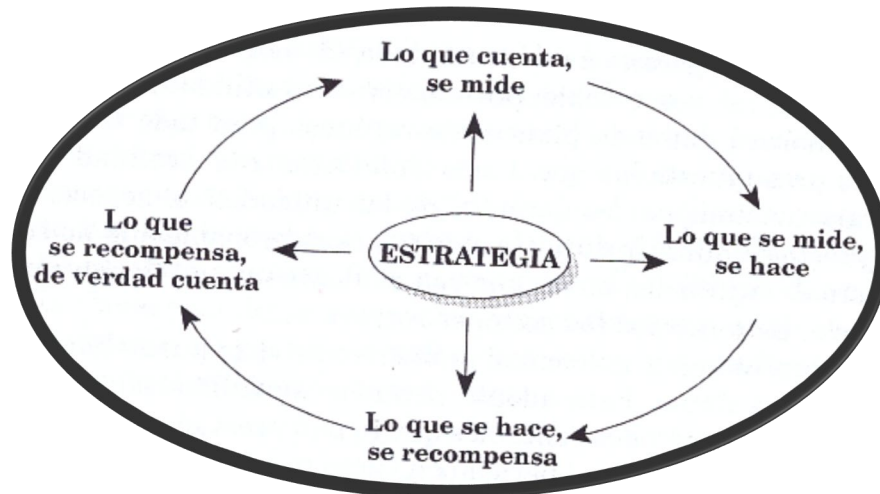 Lo que cuenta,
se mide
Lo que se mide,
se hace
Lo que se hace,
se recompensa
Lo que
se recompensa,
de verdad cuenta
ESTRATEGIA